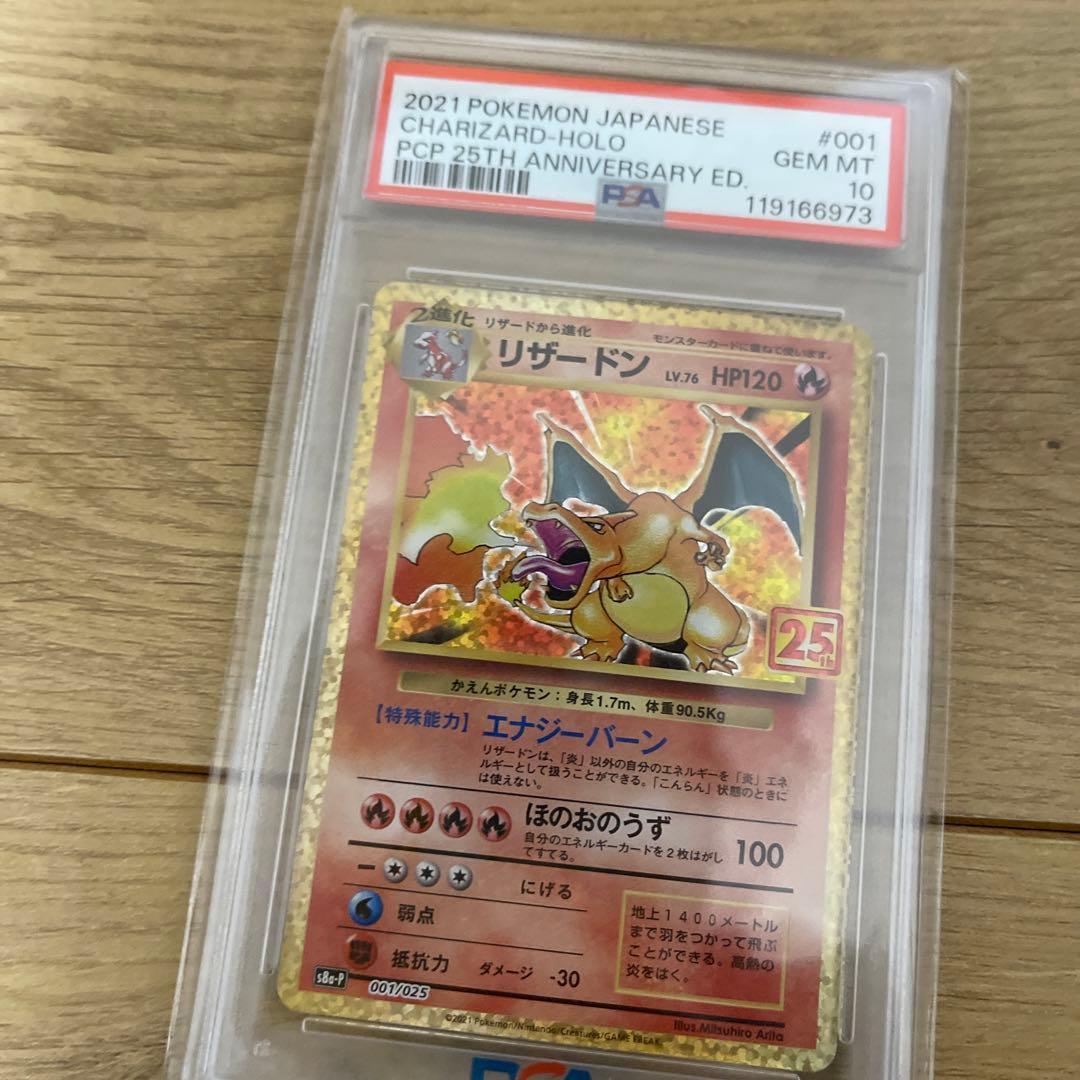 2021 POKEMON JAPANESE #001
CHARIZARD-HOLO GEM MT
PCP 25TH ANNIVERSARY ED. 10
PSA 119166973
2進化 リザードから進化 モンスターカードに重ねて使います。
リザードン LV.76 HP120
25th
かえんポケモン：身長1.7m、体重90.5Kg
【特殊能力】エナジーバーン
リザードンは、「炎」以外の自分のエネルギーを「炎」エネ
ルギーとして扱うことができる。「こんらん」状態のときに
は使えない。
ほのおのうず 100
自分のエネルギーカードを2枚はがし
てすてる。
にげる
弱点
抵抗力 ダメージ -30
地上1400メートル
まで羽をつかって飛ぶ
ことができる。高熱の
炎をはく。
s8a-P 001/025
©2021 Pokémon/Nintendo/Creatures/GAME FREAK
Illus.Mitsuhiro Arita
PSA